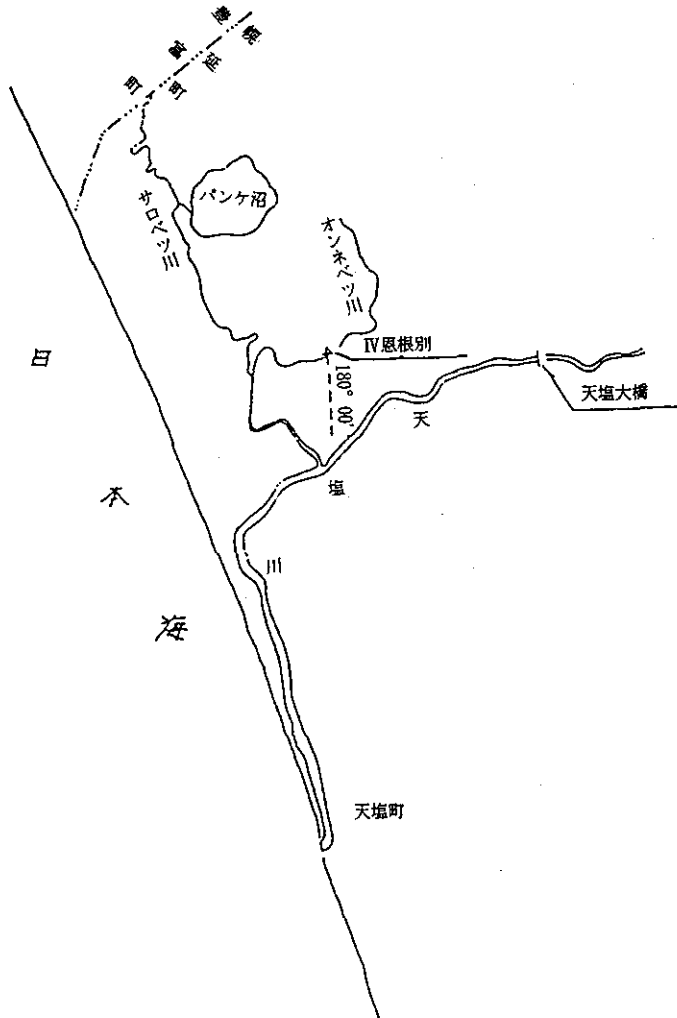 豊富町
幌延町
パンケ沼
サロベツ川
オンネベツ川
Ⅳ恩根別
180° 00′
天塩大橋
天塩川
日本海
天塩町